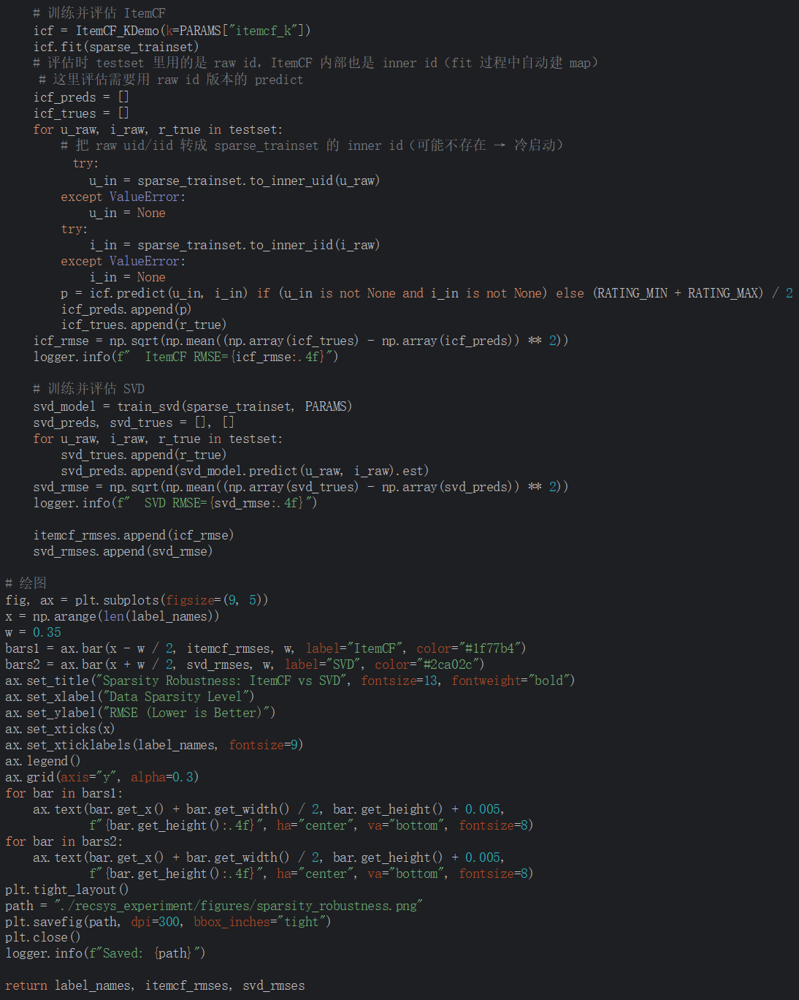 # 训练并评估 ItemCF
    icf = ItemCF_KDemo(k=PARAMS["itemcf_k"])
    icf.fit(sparse_trainset)
    # 评估时 testset 里用的是 raw id，ItemCF 内部也是 inner id（fit 过程中自动建 map）
     # 这里评估需要用 raw id 版本的 predict
    icf_preds = []
    icf_trues = []
    for u_raw, i_raw, r_true in testset:
        # 把 raw uid/iid 转成 sparse_trainset 的 inner id（可能不存在 → 冷启动）
          try:
            u_in = sparse_trainset.to_inner_uid(u_raw)
        except ValueError:
            u_in = None
        try:
            i_in = sparse_trainset.to_inner_iid(i_raw)
        except ValueError:
            i_in = None
        p = icf.predict(u_in, i_in) if (u_in is not None and i_in is not None) else (RATING_MIN + RATING_MAX) / 2
        icf_preds.append(p)
        icf_trues.append(r_true)
    icf_rmse = np.sqrt(np.mean((np.array(icf_trues) - np.array(icf_preds)) ** 2))
    logger.info(f"  ItemCF RMSE={icf_rmse:.4f}")

    # 训练并评估 SVD
    svd_model = train_svd(sparse_trainset, PARAMS)
    svd_preds, svd_trues = [], []
    for u_raw, i_raw, r_true in testset:
        svd_trues.append(r_true)
        svd_preds.append(svd_model.predict(u_raw, i_raw).est)
    svd_rmse = np.sqrt(np.mean((np.array(svd_trues) - np.array(svd_preds)) ** 2))
    logger.info(f"  SVD RMSE={svd_rmse:.4f}")

    itemcf_rmses.append(icf_rmse)
    svd_rmses.append(svd_rmse)

# 绘图
fig, ax = plt.subplots(figsize=(9, 5))
x = np.arange(len(label_names))
w = 0.35
bars1 = ax.bar(x - w / 2, itemcf_rmses, w, label="ItemCF", color="#1f77b4")
bars2 = ax.bar(x + w / 2, svd_rmses, w, label="SVD", color="#2ca02c")
ax.set_title("Sparsity Robustness: ItemCF vs SVD", fontsize=13, fontweight="bold")
ax.set_xlabel("Data Sparsity Level")
ax.set_ylabel("RMSE (Lower is Better)")
ax.set_xticks(x)
ax.set_xticklabels(label_names, fontsize=9)
ax.legend()
ax.grid(axis="y", alpha=0.3)
for bar in bars1:
    ax.text(bar.get_x() + bar.get_width() / 2, bar.get_height() + 0.005,
            f"{bar.get_height():.4f}", ha="center", va="bottom", fontsize=8)
for bar in bars2:
    ax.text(bar.get_x() + bar.get_width() / 2, bar.get_height() + 0.005,
            f"{bar.get_height():.4f}", ha="center", va="bottom", fontsize=8)
plt.tight_layout()
path = "./recsys_experiment/figures/sparsity_robustness.png"
plt.savefig(path, dpi=300, bbox_inches="tight")
plt.close()
logger.info(f"Saved: {path}")

return label_names, itemcf_rmses, svd_rmses